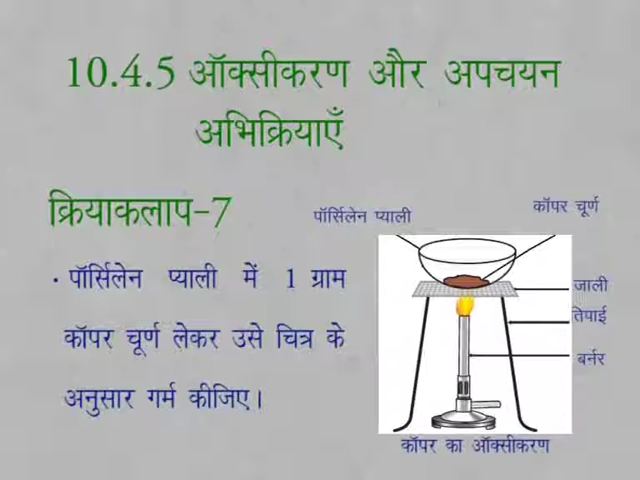 10.4.5 ऑक्सीकरण और अपचयन
अभिक्रियाएँ
क्रियाकलाप-7
पॉर्सिलेन प्याली
कॉपर चूर्ण
• पॉर्सिलेन प्याली में 1 ग्राम
कॉपर चूर्ण लेकर उसे चित्र के
अनुसार गर्म कीजिए।
जाली
तिपाई
बर्नर
कॉपर का ऑक्सीकरण